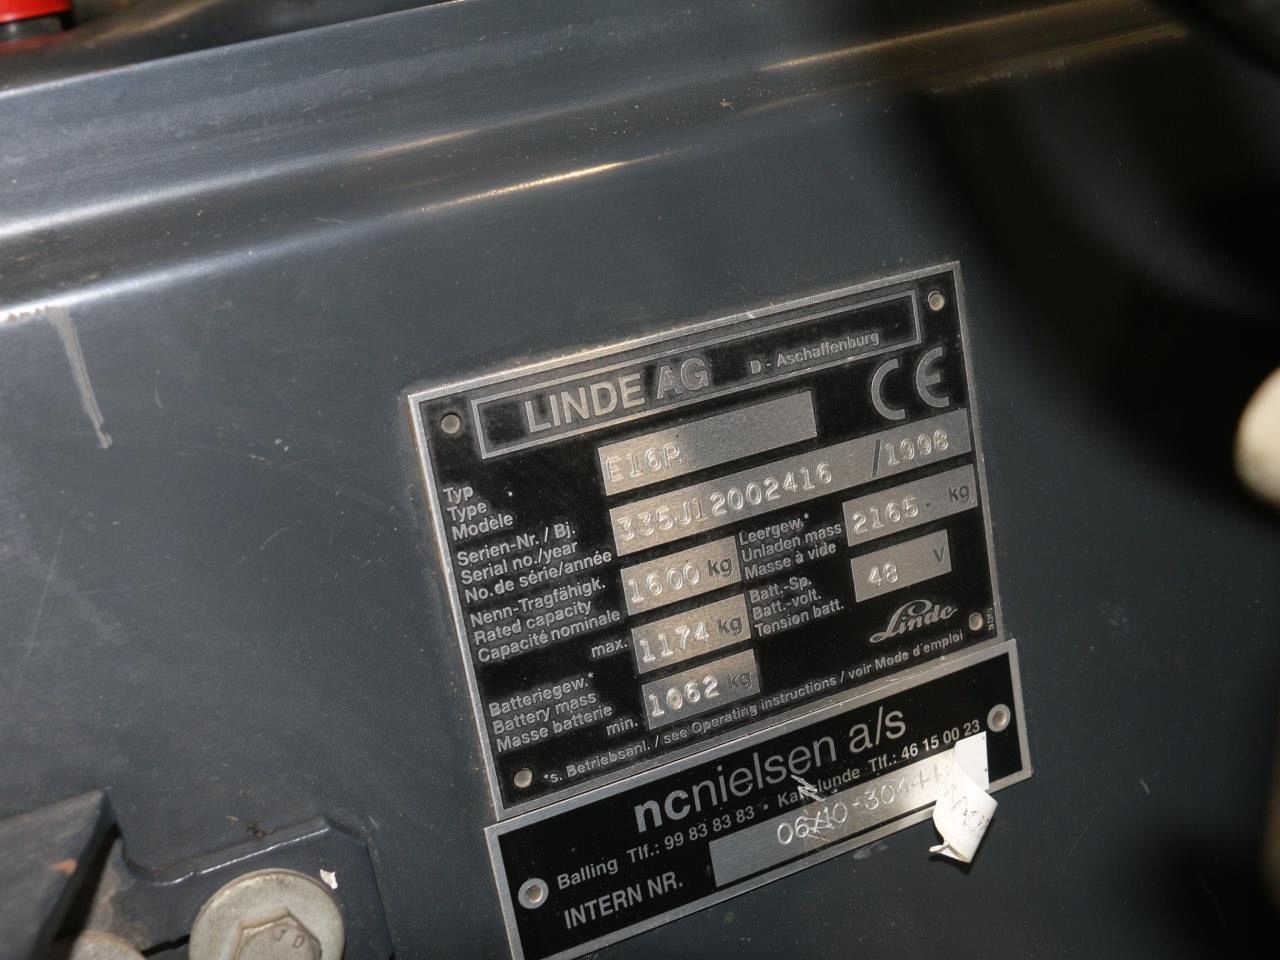 LINDE AG D - Aschaffenburg
CE
Typ
Type
Modèle
E16P
Serien-Nr. / Bj.
Serial no./year
No. de série/année
335J12002416 /1998
Nenn-Tragfähigk.
Rated capacity
Capacité nominale
1600 kg
Leergew.*
Unladen mass
Masse à vide
2165. kg
Batteriegew.*
Battery mass
Masse batterie
max. 1174 kg
min. 1062 kg
Batt.-Sp.
Batt.-volt.
Tension batt.
48 V
Linde
*s. Betriebsanl. / see Operating instructions / voir Mode d'emploi
ncnielsen a/s
Balling Tlf.: 99 83 83 83 Tlf.: 46 15 00 23
INTERN NR.